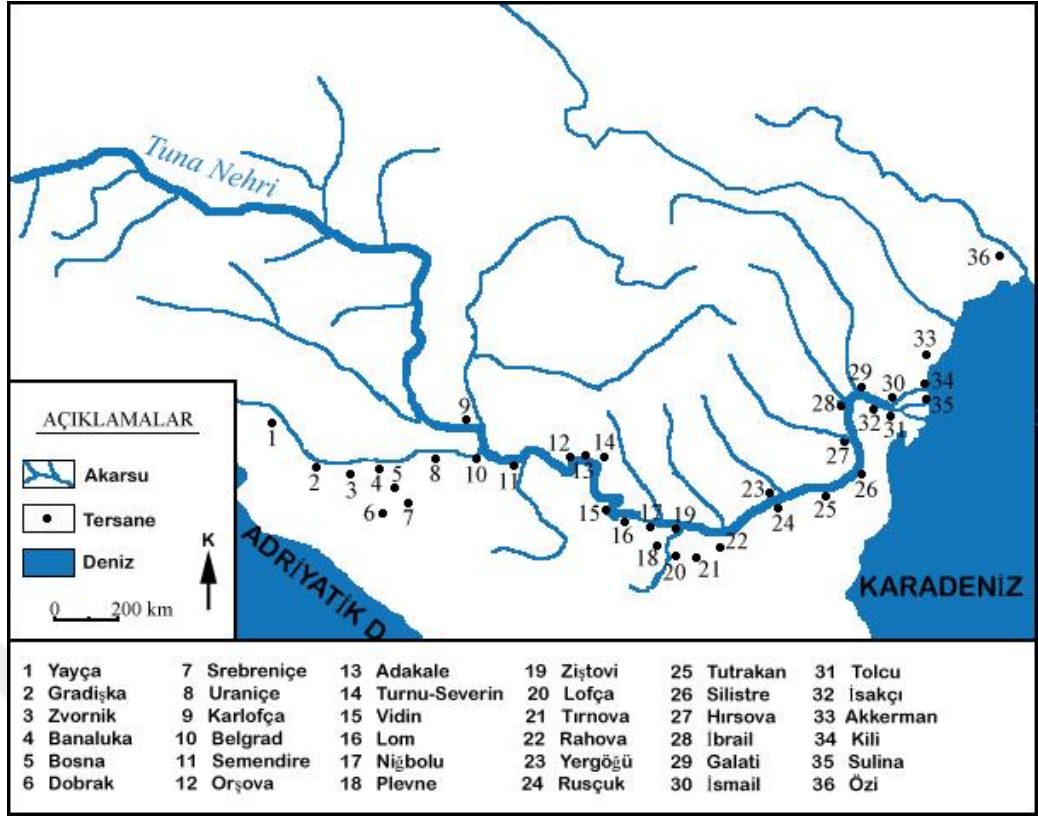 Tuna Nehri
36
33
34
35
29
30
28
32
31
27
26
9
1
12
14
2
3
4
5
8
10
11
13
6
7
15
16
17
19
18
20
21
22
23
24
25
AÇIKLAMALAR
Akarsu
Tersane
Deniz
K
0 200 km
ADRİYATİK D.
KARADENİZ
1 Yayça 7 Srebreniçe 13 Adakale 19 Ziştovi 25 Tutrakan 31 Tolcu
2 Gradişka 8 Uraniçe 14 Turnu-Severin 20 Lofça 26 Silistre 32 İsakçı
3 Zvornik 9 Karlofça 15 Vidin 21 Tırnova 27 Hırsova 33 Akkerman
4 Banaluka 10 Belgrad 16 Lom 22 Rahova 28 İbrail 34 Kili
5 Bosna 11 Semendire 17 Niğbolu 23 Yergöğü 29 Galati 35 Sulina
6 Dobrak 12 Orşova 18 Plevne 24 Rusçuk 30 İsmail 36 Özi